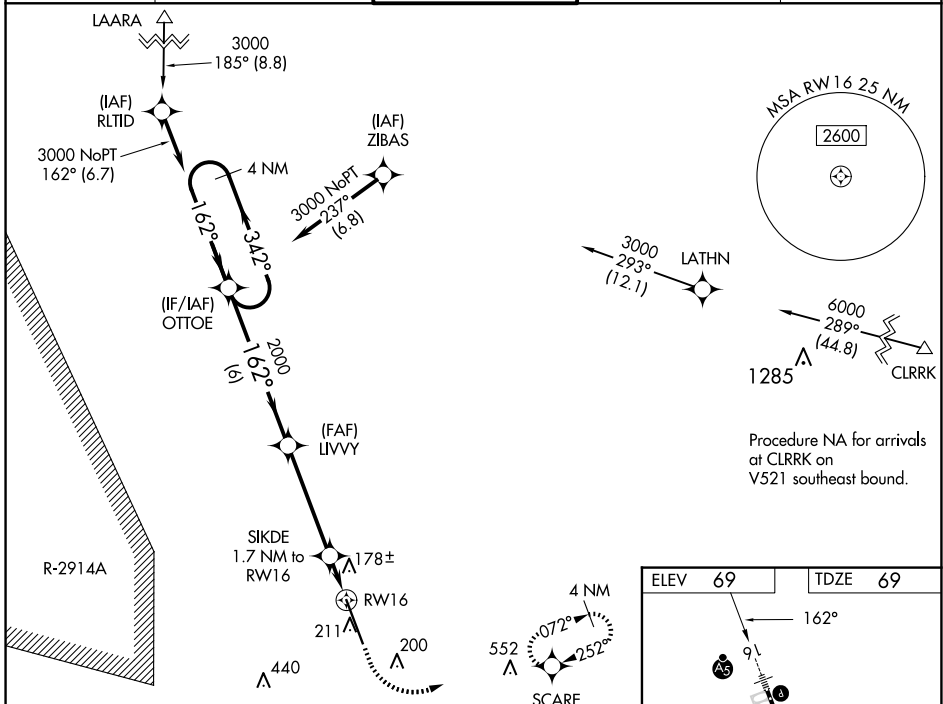 LAARA
3000
185° (8.8)
(IAF)
RLTID
3000 NoPT
162° (6.7)
4 NM
162°
342°
(IAF)
ZIBAS
3000 NoPT
237°
(6.8)
MSA RW16 25 NM
2600
3000
293°
(12.1)
LATHN
6000
289°
(44.8)
CLRRK
1285
(IF/IAF)
OTTOE
2000
162°
(6)
(FAF)
LIVVY
Procedure NA for arrivals
at CLRRK on
V521 southeast bound.
SIKDE
1.7 NM to
RW16
178±
R-2914A
RW16
211
200
440
552
4 NM
072°
252°
ELEV 69
TDZE 69
162°
16
A5